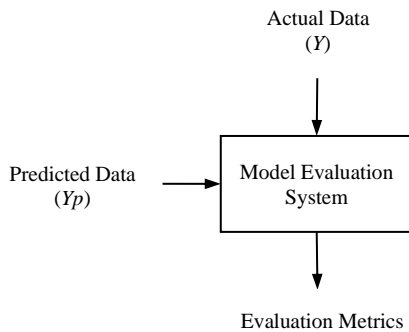 Actual Data
(Y)
Predicted Data
(Yp)
Model Evaluation
System
Evaluation Metrics